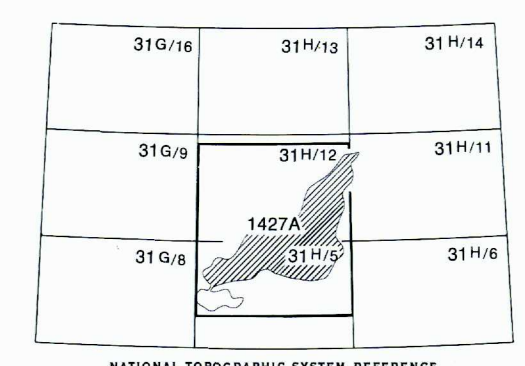 31G/16 31H/13 31H/14
31G/9 31H/12 31H/11
1427A
31G/8 31H/5 31H/6
NATIONAL TOPOGRAPHIC SYSTEM REFERENCE